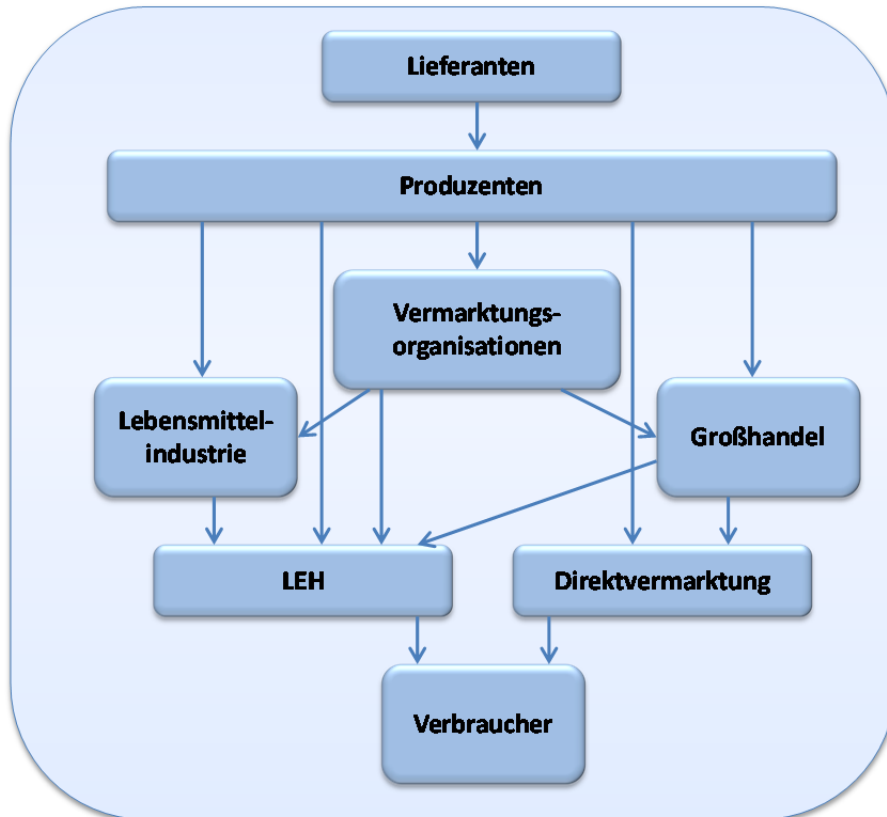 Lieferanten
Produzenten
Vermarktungs-
organisationen
Lebensmittel-
industrie
Großhandel
LEH
Direktvermarktung
Verbraucher